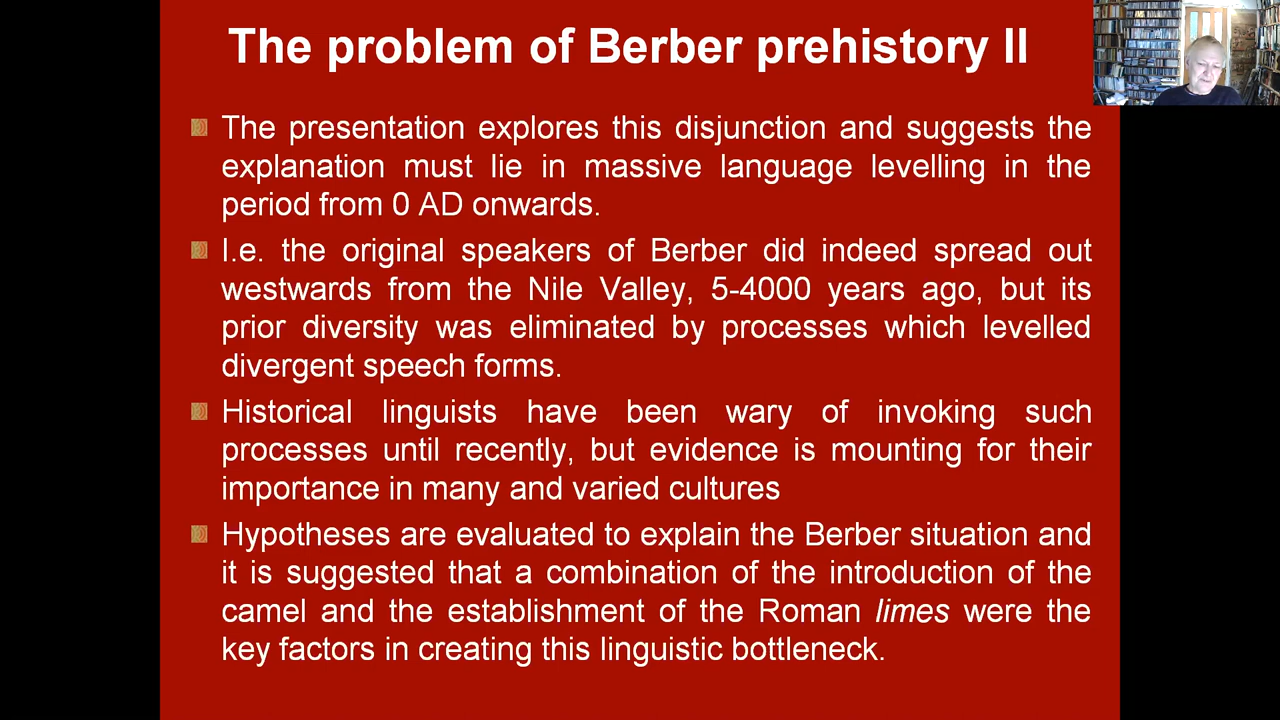 The problem of Berber prehistory II
The presentation explores this disjunction and suggests the
explanation must lie in massive language levelling in the
period from 0 AD onwards.
I.e. the original speakers of Berber did indeed spread out
westwards from the Nile Valley, 5-4000 years ago, but its
prior diversity was eliminated by processes which levelled
divergent speech forms.
Historical linguists have been wary of invoking such
processes until recently, but evidence is mounting for their
importance in many and varied cultures
Hypotheses are evaluated to explain the Berber situation and
it is suggested that a combination of the introduction of the
camel and the establishment of the Roman limes were the
key factors in creating this linguistic bottleneck.